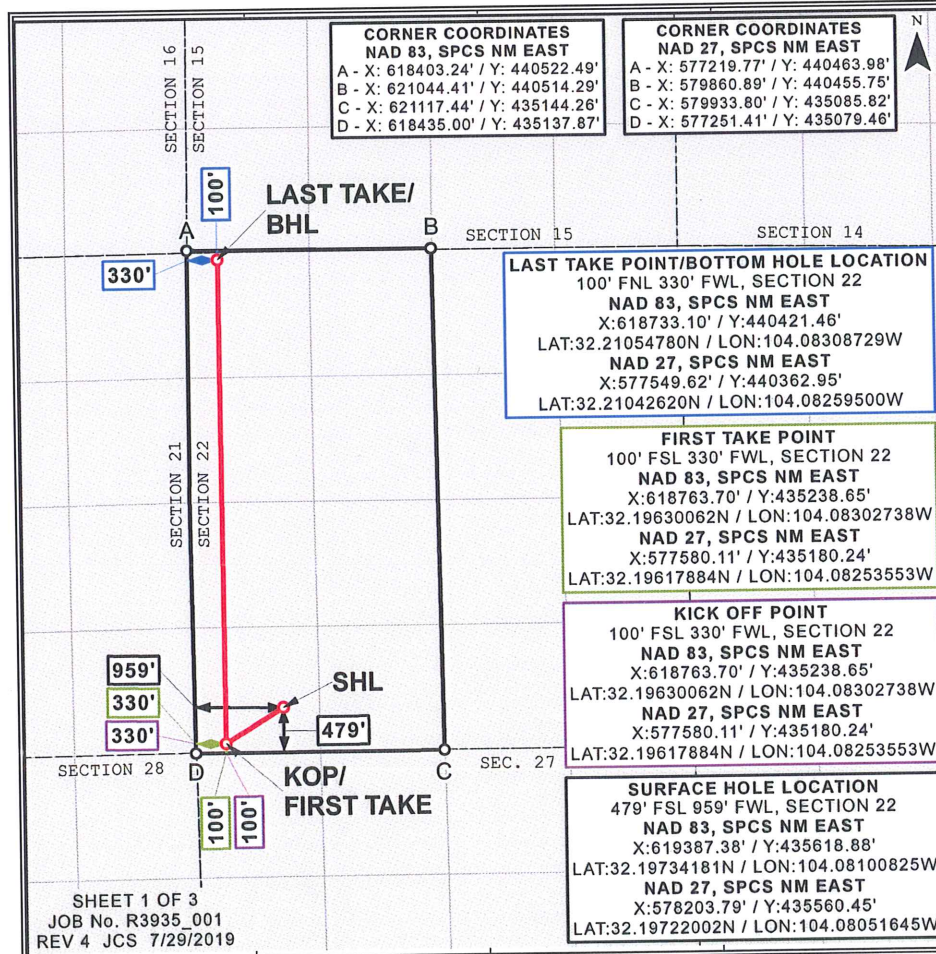 CORNER COORDINATES
NAD 83, SPCS NM EAST
A - X: 618403.24' / Y: 440522.49'
B - X: 621044.41' / Y: 440514.29'
C - X: 621117.44' / Y: 435144.26'
D - X: 618435.00' / Y: 435137.87'
CORNER COORDINATES
NAD 27, SPCS NM EAST
A - X: 577219.77' / Y: 440463.98'
B - X: 579860.89' / Y: 440455.75'
C - X: 579933.80' / Y: 435085.82'
D - X: 577251.41' / Y: 435079.46'
N
SECTION 16
SECTION 15
100'
LAST TAKE/
BHL
A
B
SECTION 15
SECTION 14
330'
LAST TAKE POINT/BOTTOM HOLE LOCATION
100' FNL 330' FWL, SECTION 22
NAD 83, SPCS NM EAST
X:618733.10' / Y:440421.46'
LAT:32.21054780N / LON:104.08308729W
NAD 27, SPCS NM EAST
X:577549.62' / Y:440362.95'
LAT:32.21042620N / LON:104.08259500W
SECTION 21
SECTION 22
FIRST TAKE POINT
100' FSL 330' FWL, SECTION 22
NAD 83, SPCS NM EAST
X:618763.70' / Y:435238.65'
LAT:32.19630062N / LON:104.08302738W
NAD 27, SPCS NM EAST
X:577580.11' / Y:435180.24'
LAT:32.19617884N / LON:104.08253553W
KICK OFF POINT
100' FSL 330' FWL, SECTION 22
NAD 83, SPCS NM EAST
X:618763.70' / Y:435238.65'
LAT:32.19630062N / LON:104.08302738W
NAD 27, SPCS NM EAST
X:577580.11' / Y:435180.24'
LAT:32.19617884N / LON:104.08253553W
959'
330'
330'
SHL
479'
SECTION 28
D
C
SEC. 27
KOP/
FIRST TAKE
100'
100'
SURFACE HOLE LOCATION
479' FSL 959' FWL, SECTION 22
NAD 83, SPCS NM EAST
X:619387.38' / Y:435618.88'
LAT:32.19734181N / LON:104.08100825W
NAD 27, SPCS NM EAST
X:578203.79' / Y:435560.45'
LAT:32.19722002N / LON:104.08051645W
SHEET 1 OF 3
JOB No. R3935_001
REV 4 JCS 7/29/2019